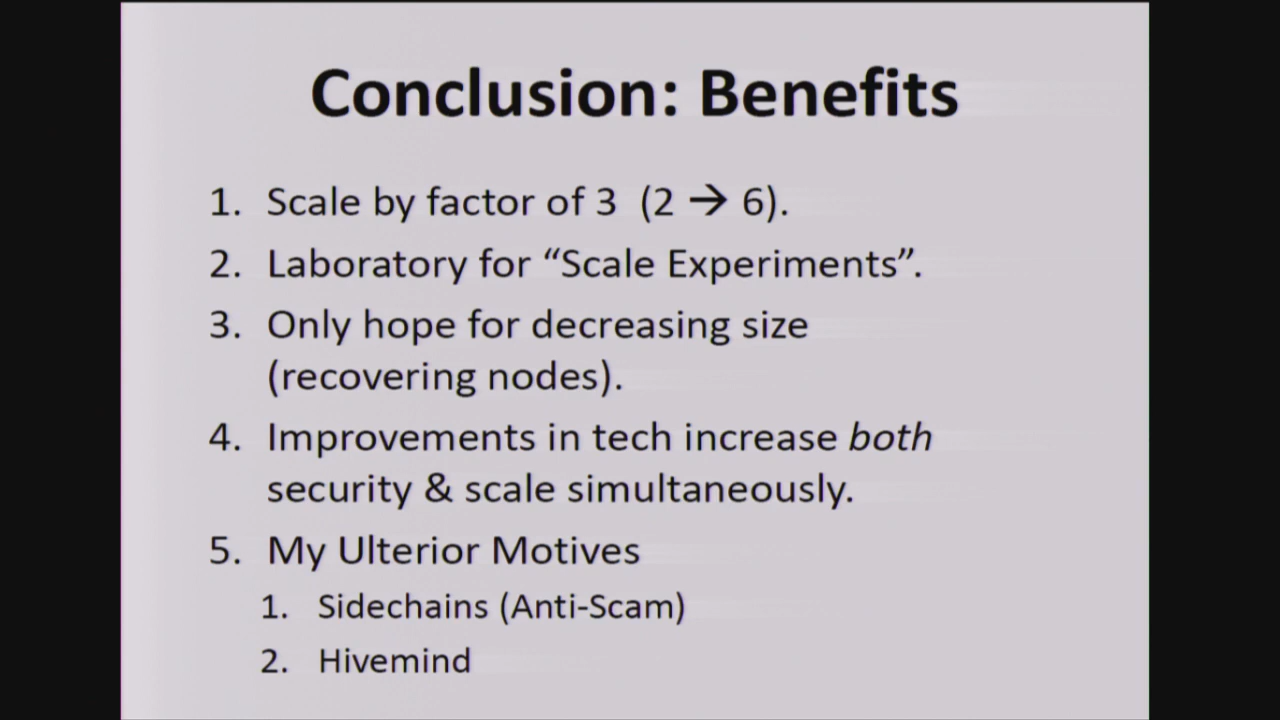 Conclusion: Benefits
1. Scale by factor of 3 (2 → 6).
2. Laboratory for “Scale Experiments”.
3. Only hope for decreasing size
(recovering nodes).
4. Improvements in tech increase both
security & scale simultaneously.
5. My Ulterior Motives
1. Sidechains (Anti-Scam)
2. Hivemind